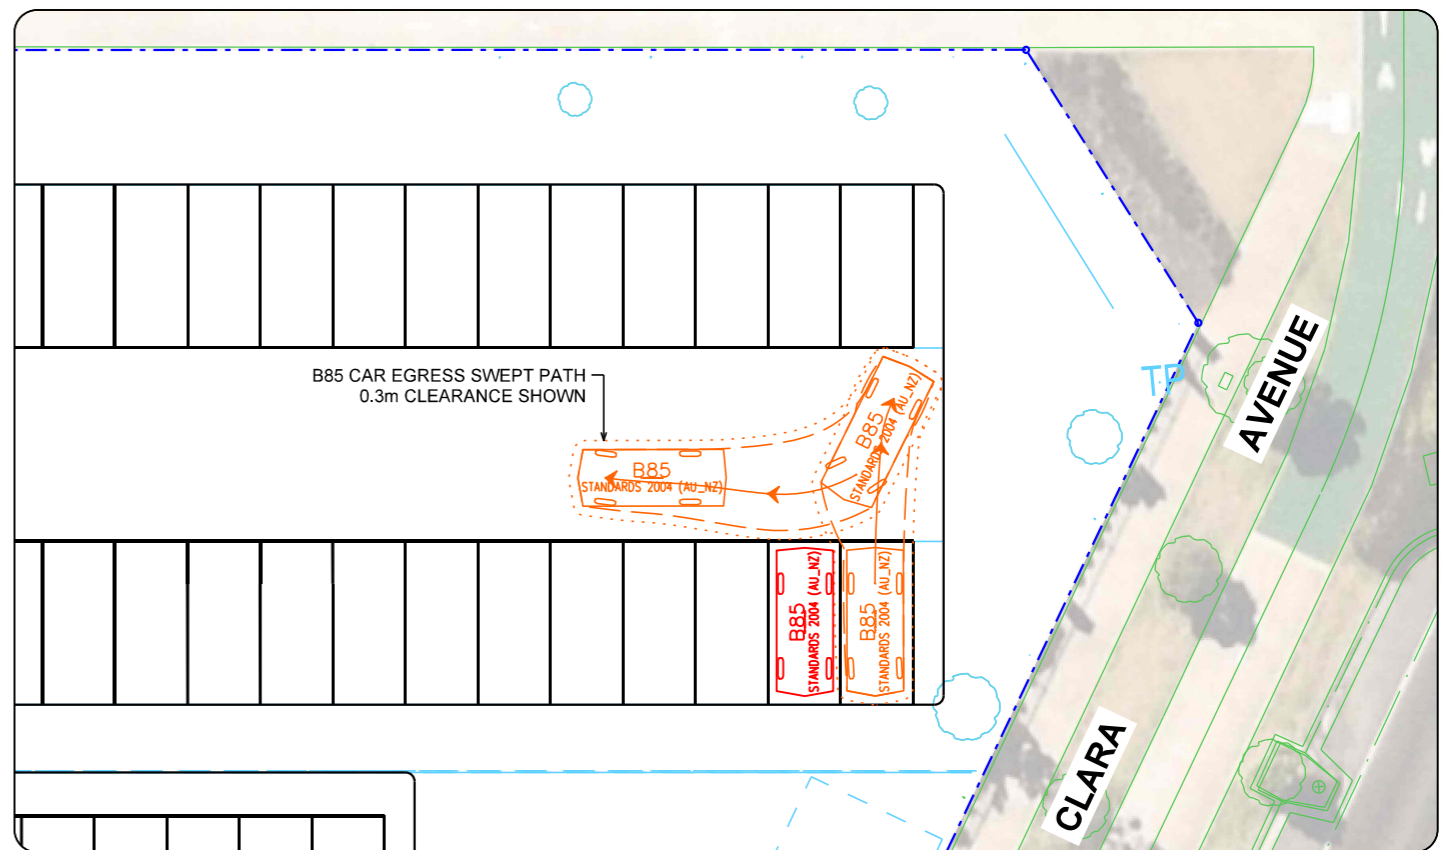 B85 CAR EGRESS SWEPT PATH
0.3m CLEARANCE SHOWN
B85
STANDARDS 2004 (AU_NZ)
B85
STANDARDS 2004 (AU_NZ)
B85
STANDARDS 2004 (AU_NZ)
B85
STANDARDS 2004 (AU_NZ)
TP
CLARA
AVENUE